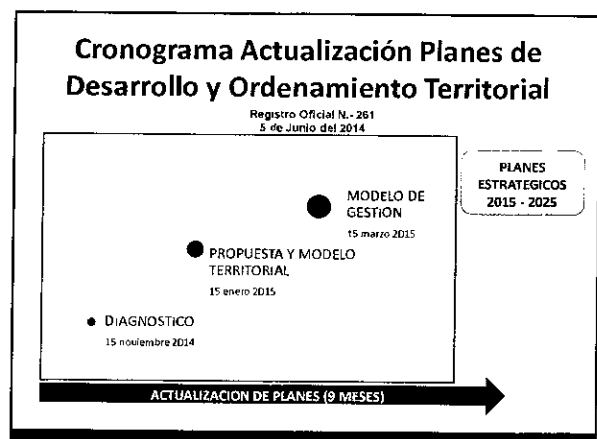 Cronograma Actualización Planes de
Desarrollo y Ordenamiento Territorial
Registro Oficial N.- 261
5 de Junio del 2014
PLANES
ESTRATEGICOS
2015 - 2025
MODELO DE
GESTION
15 marzo 2015
PROPUESTA Y MODELO
TERRITORIAL
15 enero 2015
DIAGNOSTICO
15 noviembre 2014
ACTUALIZACION DE PLANES (9 MESES)